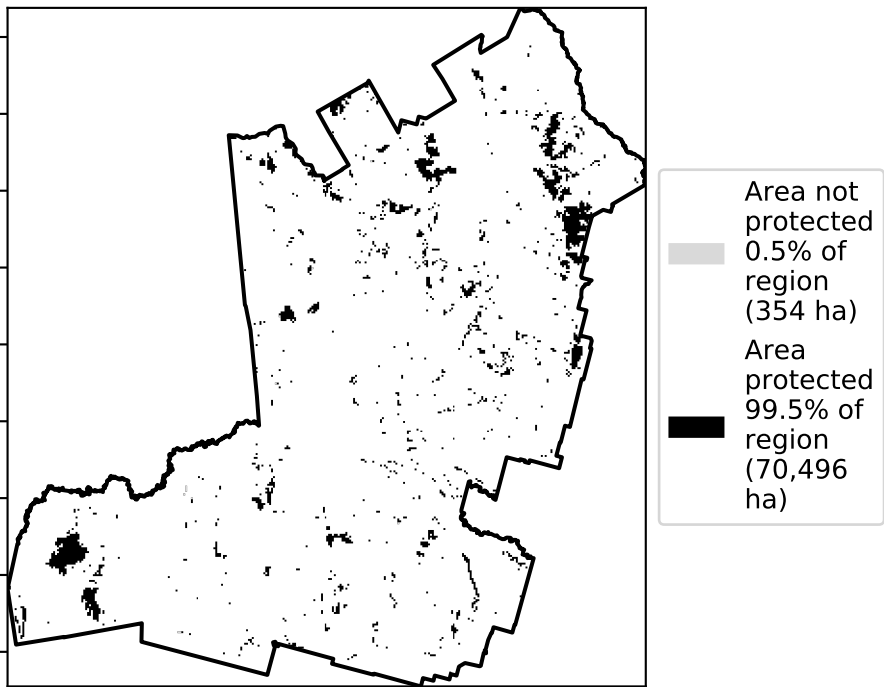 Area not
protected
0.5% of
region
(354 ha)
Area
protected
99.5% of
region
(70,496
ha)